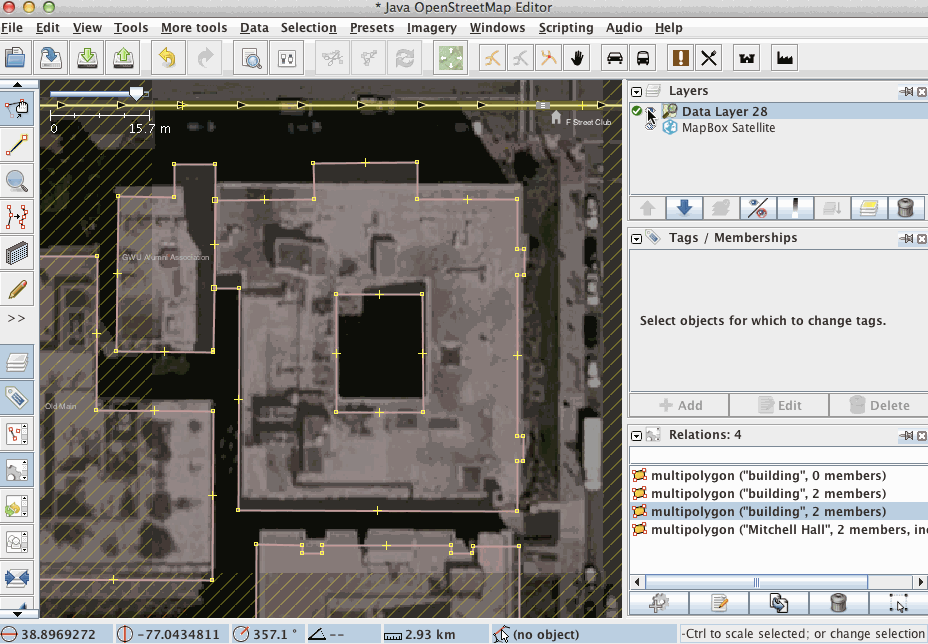 * Java OpenStreetMap Editor
File Edit View Tools More tools Data Selection Presets Imagery Windows Scripting Audio Help
0 15.7 m
F Street Club
GWU Alumni Association
Old Main
>>
Layers
Data Layer 28
MapBox Satellite
Tags / Memberships
Select objects for which to change tags.
Add Edit Delete
Relations: 4
multipolygon ("building", 0 members)
multipolygon ("building", 2 members)
multipolygon ("building", 2 members)
multipolygon ("Mitchell Hall", 2 members, inc
38.8969272 -77.0434811 357.1 ° -- 2.93 km (no object) -Ctrl to scale selected; or change selection